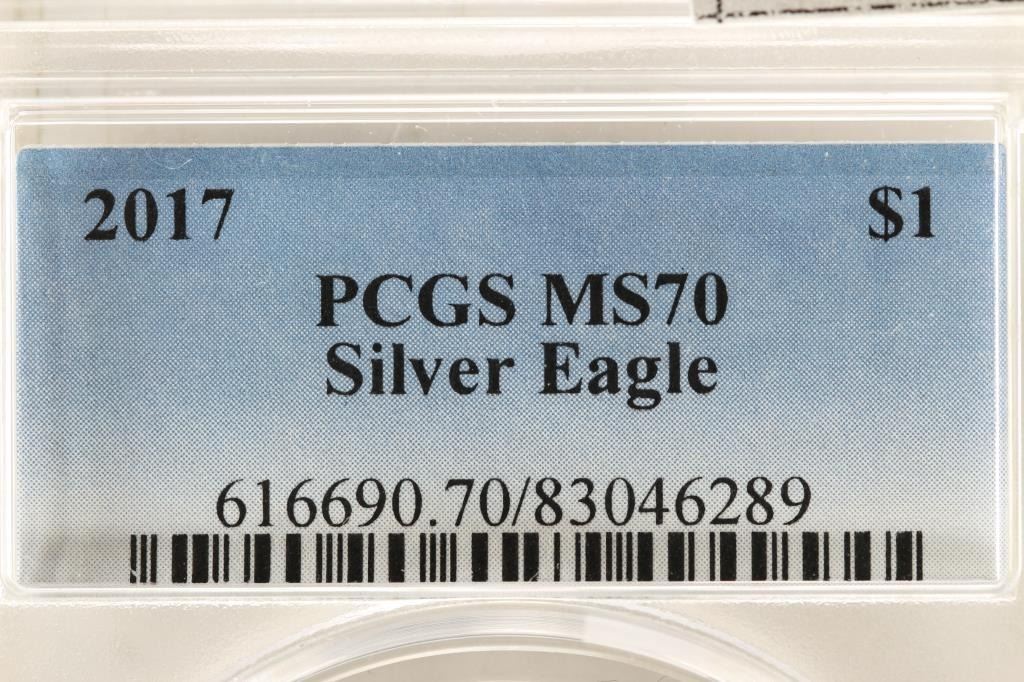 2017 $1
PCGS MS70
Silver Eagle
616690.70/83046289